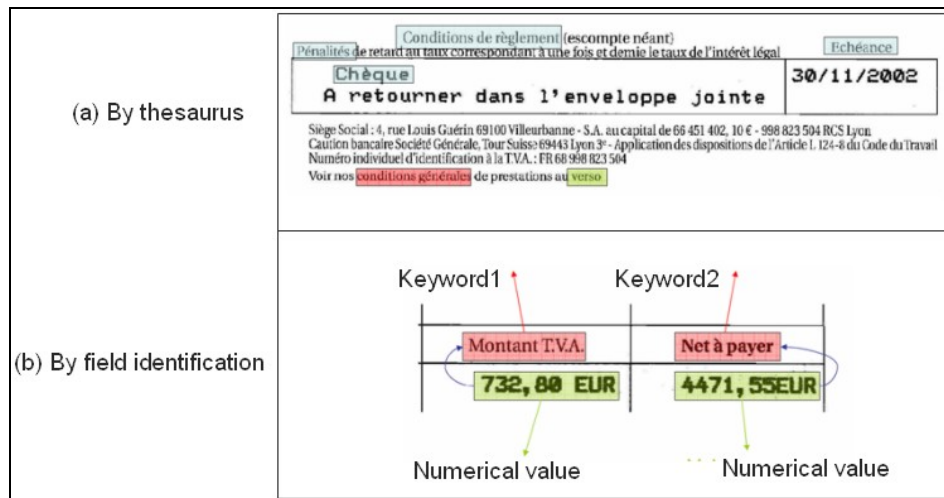 Conditions de règlement (escompte néant)
Pénalités de retard au taux correspondant à une fois et demie le taux de l'intérêt légal
Echéance
Chèque
30/11/2002
A retourner dans l'enveloppe jointe
(a) By thesaurus
Siège Social : 4, rue Louis Guérin 69100 Villeurbanne - S.A. au capital de 66 451 402, 10 € - 998 823 504 RCS Lyon
Caution bancaire Société Générale, Tour Suisse 69443 Lyon 3e - Application des dispositions de l'Article L 124-8 du Code du Travail
Numéro individuel d'identification à la T.V.A. : FR 68 998 823 504
Voir nos conditions générales de prestations au verso
Keyword1 Keyword2
(b) By field identification
Montant T.V.A. Net à payer
732,80 EUR 4471,55EUR
Numerical value Numerical value